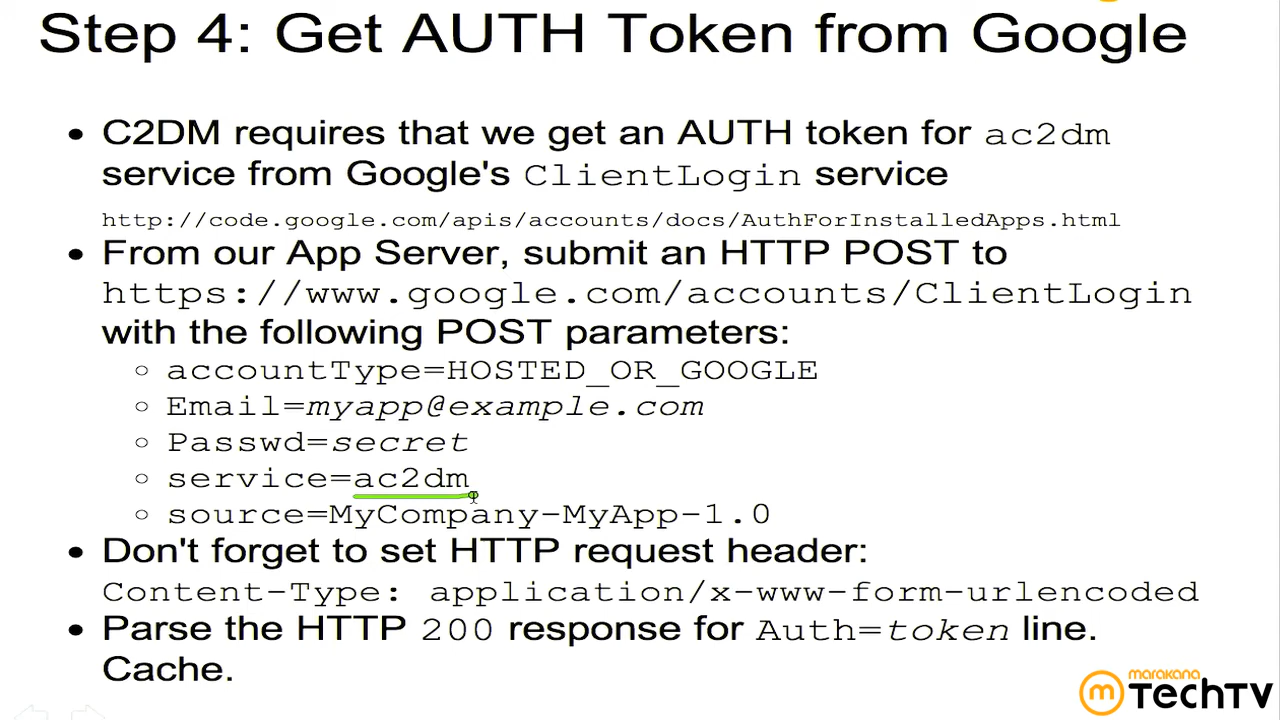 Step 4: Get AUTH Token from Google
• C2DM requires that we get an AUTH token for ac2dm
service from Google's ClientLogin service
http://code.google.com/apis/accounts/docs/AuthForInstalledApps.html
• From our App Server, submit an HTTP POST to
https://www.google.com/accounts/ClientLogin
with the following POST parameters:
○ accountType=HOSTED_OR_GOOGLE
○ Email=myapp@example.com
○ Passwd=secret
○ service=ac2dm
○ source=MyCompany-MyApp-1.0
• Don't forget to set HTTP request header:
Content-Type: application/x-www-form-urlencoded
• Parse the HTTP 200 response for Auth=token line.
Cache.
marakana
m TechTV